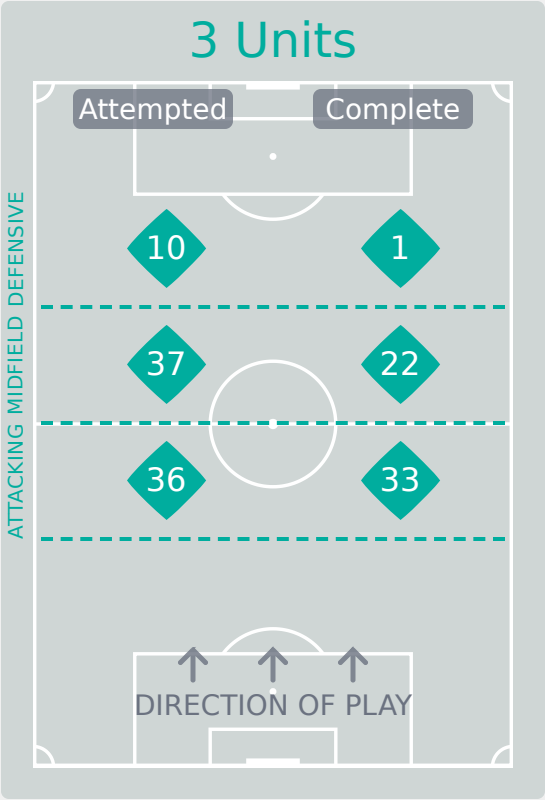 3 Units
Attempted Complete
10 1
37 22
36 33
ATTACKING MIDFIELD DEFENSIVE
DIRECTION OF PLAY